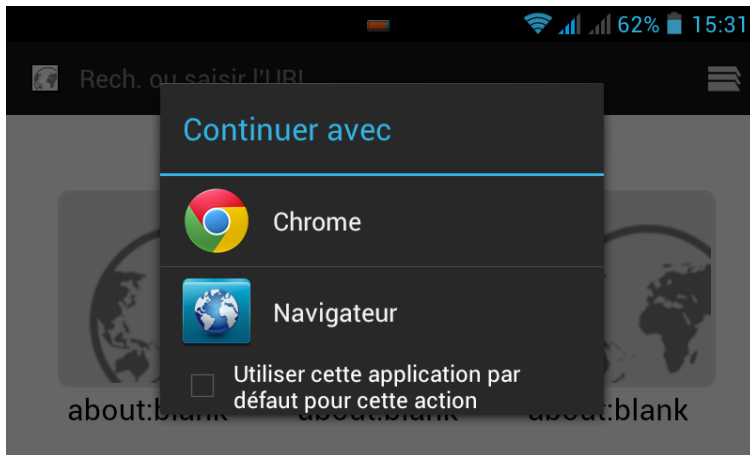 62% 15:31
Rech. ou saisir l'URL
Continuer avec
Chrome
Navigateur
Utiliser cette application par
défaut pour cette action
about:blank about:blank about:blank